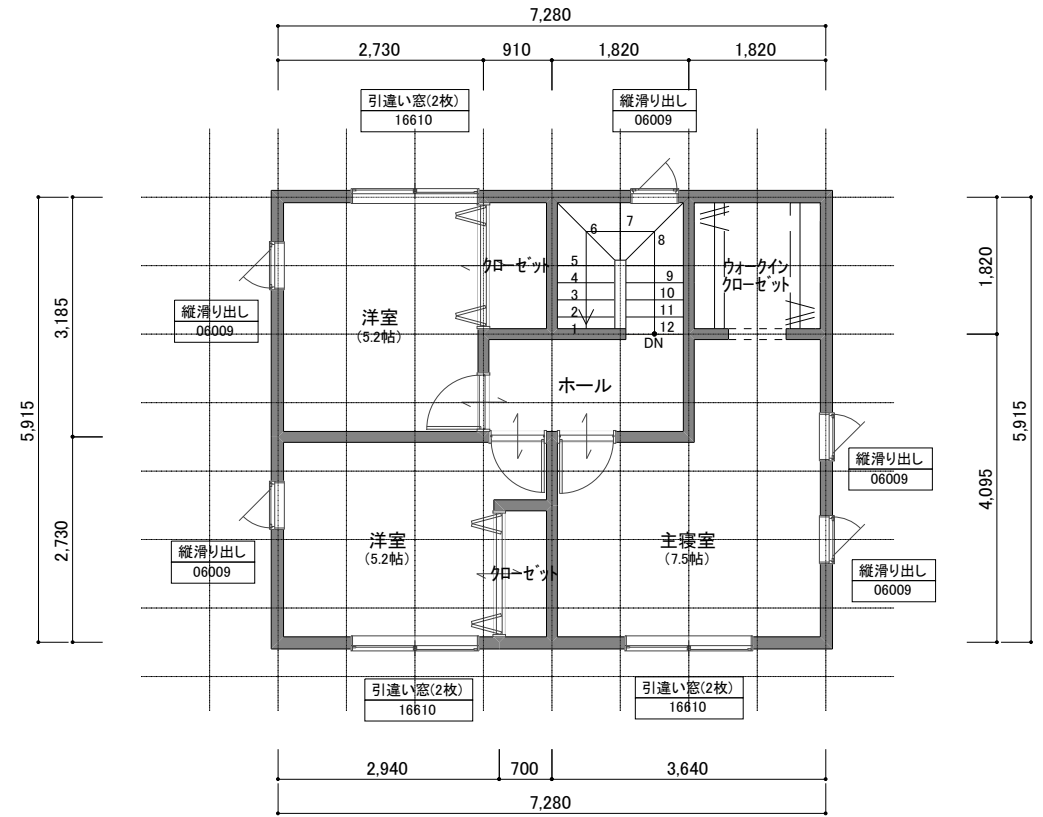 7,280
2,730
910
1,820
1,820
引違い窓(2枚)
16610
縦滑り出し
06009
6
7
8
5
4
3
2
1
9
10
11
12
DN
クローゼット
ウォークイン
クローゼット
縦滑り出し
06009
洋室
(5.2帖)
ホール
5,915
3,185
2,730
1,820
4,095
5,915
縦滑り出し
06009
縦滑り出し
06009
洋室
(5.2帖)
クローゼット
主寝室
(7.5帖)
縦滑り出し
06009
引違い窓(2枚)
16610
引違い窓(2枚)
16610
2,940
700
3,640
7,280